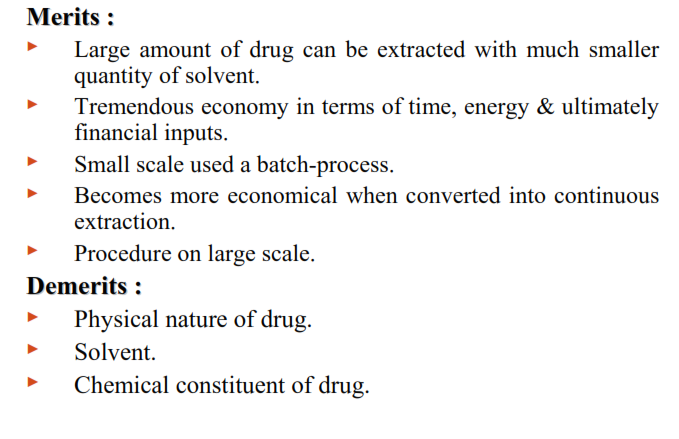 Merits :
Large amount of drug can be extracted with much smaller
quantity of solvent.
Tremendous economy in terms of time, energy & ultimately
financial inputs.
Small scale used a batch-process.
Becomes more economical when converted into continuous
extraction.
Procedure on large scale.
Demerits :
Physical nature of drug.
Solvent.
Chemical constituent of drug.